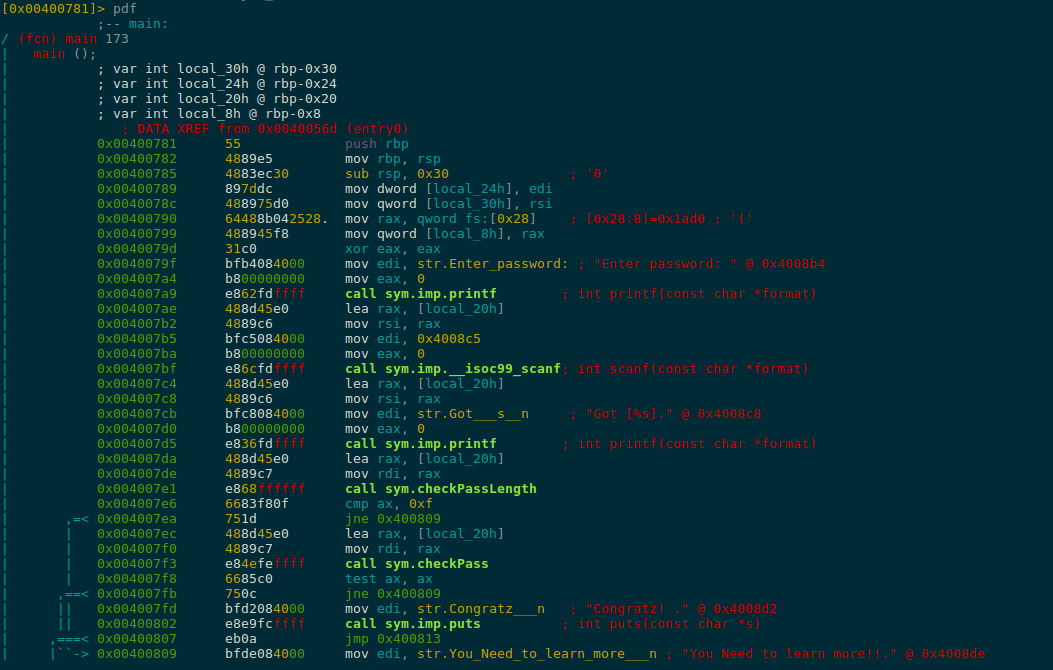 [0x00400781]> pdf
;-- main:
/ (fcn) main 173
|   main ();
|           ; var int local_30h @ rbp-0x30
|           ; var int local_24h @ rbp-0x24
|           ; var int local_20h @ rbp-0x20
|           ; var int local_8h @ rbp-0x8
|              ; DATA XREF from 0x0040056d (entry0)
|           0x00400781      55             push rbp
|           0x00400782      4889e5         mov rbp, rsp
|           0x00400785      4883ec30       sub rsp, 0x30               ; '0'
|           0x00400789      897ddc         mov dword [local_24h], edi
|           0x0040078c      488975d0       mov qword [local_30h], rsi
|           0x00400790      64488b042528.  mov rax, qword fs:[0x28]    ; [0x28:8]=0x1ad0 ; '('
|           0x00400799      488945f8       mov qword [local_8h], rax
|           0x0040079d      31c0           xor eax, eax
|           0x0040079f      bfb4084000     mov edi, str.Enter_password: ; "Enter password: " @ 0x4008b4
|           0x004007a4      b800000000     mov eax, 0
|           0x004007a9      e862fdffff     call sym.imp.printf        ; int printf(const char *format)
|           0x004007ae      488d45e0       lea rax, [local_20h]
|           0x004007b2      4889c6         mov rsi, rax
|           0x004007b5      bfc5084000     mov edi, 0x4008c5
|           0x004007ba      b800000000     mov eax, 0
|           0x004007bf      e86cfdffff     call sym.imp.__isoc99_scanf; int scanf(const char *format)
|           0x004007c4      488d45e0       lea rax, [local_20h]
|           0x004007c8      4889c6         mov rsi, rax
|           0x004007cb      bfc8084000     mov edi, str.Got___s__n     ; "Got [%s]." @ 0x4008c8
|           0x004007d0      b800000000     mov eax, 0
|           0x004007d5      e836fdffff     call sym.imp.printf        ; int printf(const char *format)
|           0x004007da      488d45e0       lea rax, [local_20h]
|           0x004007de      4889c7         mov rdi, rax
|           0x004007e1      e868ffffff     call sym.checkPassLength
|           0x004007e6      6683f80f       cmp ax, 0xf
|       ,=< 0x004007ea      751d           jne 0x400809
|       |   0x004007ec      488d45e0       lea rax, [local_20h]
|       |   0x004007f0      4889c7         mov rdi, rax
|       |   0x004007f3      e84efeffff     call sym.checkPass
|       |   0x004007f8      6685c0         test ax, ax
|      ,==< 0x004007fb      750c           jne 0x400809
|      ||   0x004007fd      bfd2084000     mov edi, str.Congratz___n   ; "Congratz! ." @ 0x4008d2
|      ||   0x00400802      e8e9fcffff     call sym.imp.puts          ; int puts(const char *s)
|     ,===< 0x00400807      eb0a           jmp 0x400813
|     |``-> 0x00400809      bfde084000     mov edi, str.You_Need_to_learn_more___n ; "You Need to learn more!!." @ 0x4008de